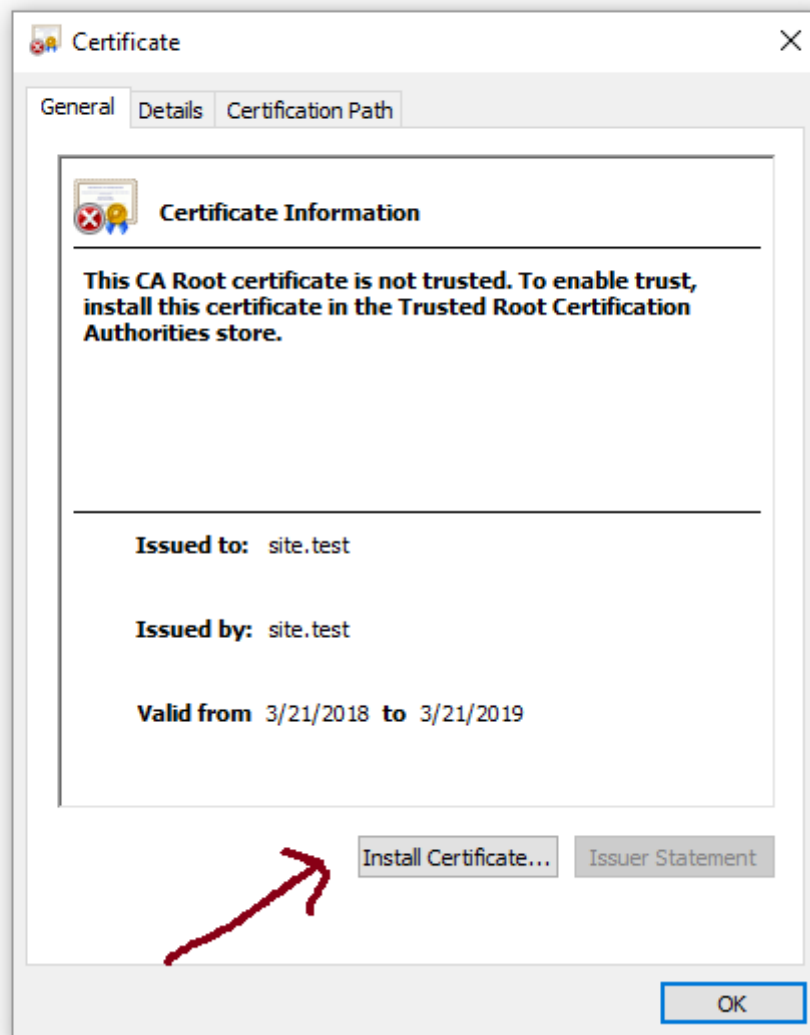 Certificate
General Details Certification Path
Certificate Information
This CA Root certificate is not trusted. To enable trust,
install this certificate in the Trusted Root Certification
Authorities store.
Issued to: site.test
Issued by: site.test
Valid from 3/21/2018 to 3/21/2019
Install Certificate... Issuer Statement
OK